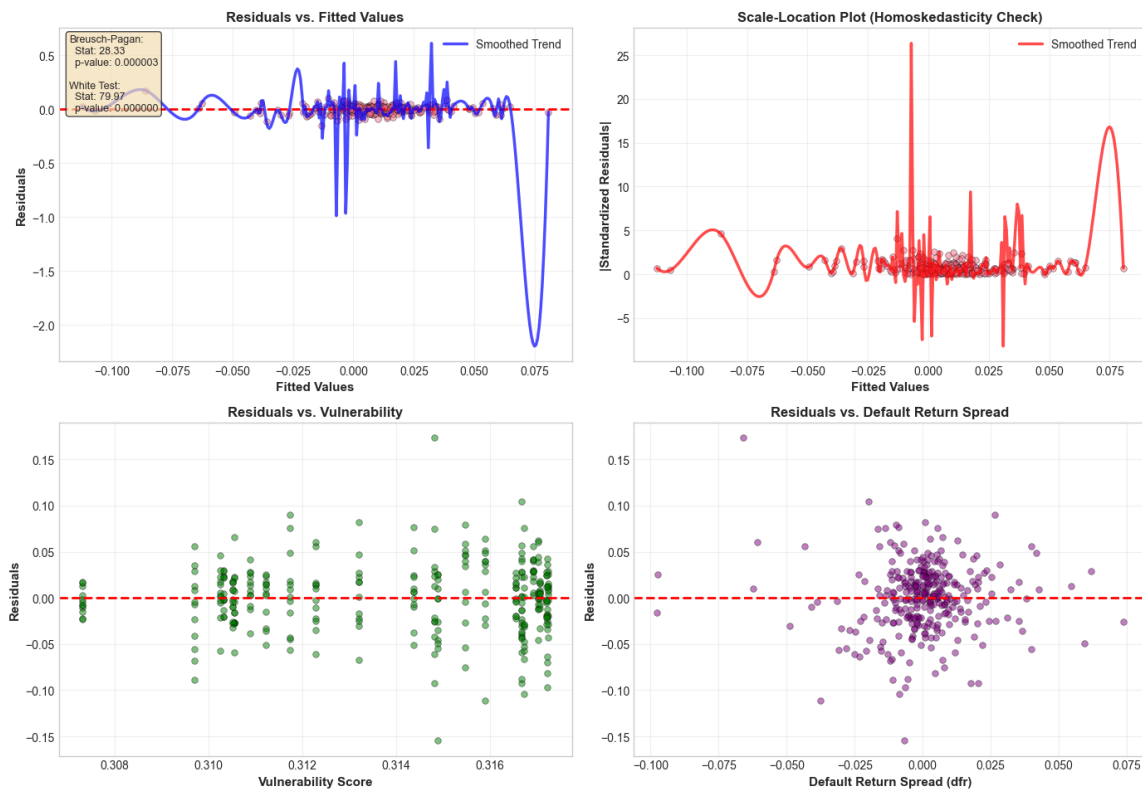 Residuals vs. Fitted Values
Breusch-Pagan:
Stat: 28.33
p-value: 0.000003
White Test:
Stat: 79.97
p-value: 0.000000
Smoothed Trend
0.5
0.0
−0.5
−1.0
−1.5
−2.0
Residuals
−0.100
−0.075
−0.050
−0.025
0.000
0.025
0.050
0.075
Fitted Values
Scale-Location Plot (Homoskedasticity Check)
Smoothed Trend
25
20
15
10
5
0
−5
|Standardized Residuals|
−0.100
−0.075
−0.050
−0.025
0.000
0.025
0.050
0.075
Fitted Values
Residuals vs. Vulnerability
0.15
0.10
0.05
0.00
−0.05
−0.10
−0.15
Residuals
0.308
0.310
0.312
0.314
0.316
Vulnerability Score
Residuals vs. Default Return Spread
0.15
0.10
0.05
0.00
−0.05
−0.10
−0.15
Residuals
−0.100
−0.075
−0.050
−0.025
0.000
0.025
0.050
0.075
Default Return Spread (dfr)